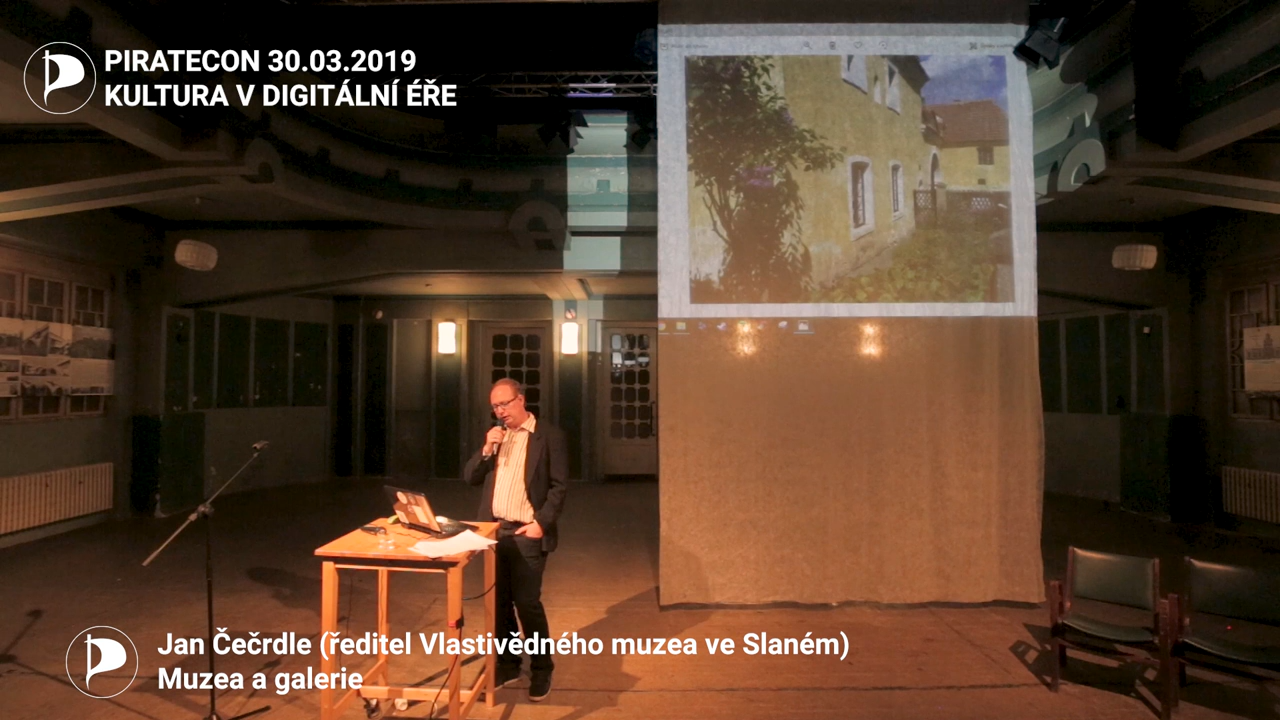 PIRATECON 30.03.2019
KULTURA V DIGITÁLNÍ ÉŘE
Jan Čečrdle (ředitel Vlastivědného muzea ve Slaném)
Muzea a galerie